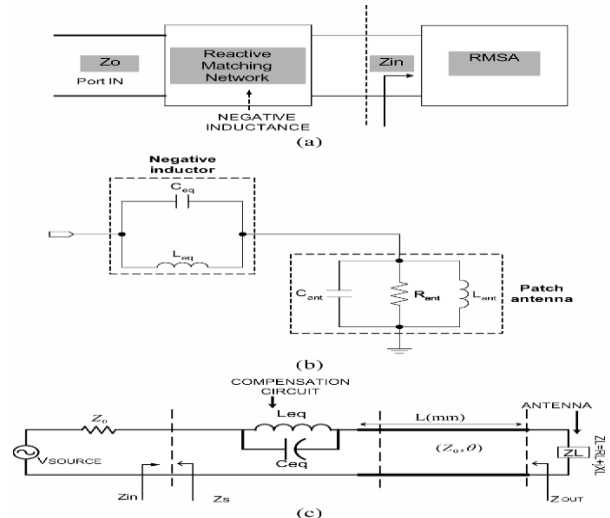 Zo
Port IN
Reactive
Matching
Network
NEGATIVE
INDUCTANCE
Zin
RMSA
(a)
Negative
inductor
Ceq
Leq
Cant
Rant
Lant
Patch
antenna
(b)
COMPENSATION
CIRCUIT
Leq
Ceq
Z0
VSOURCE
Zin
Zs
L(mm)
(Z0,θ)
ANTENNA
ZL
ZL=RL+jXL
ZOUT
(c)